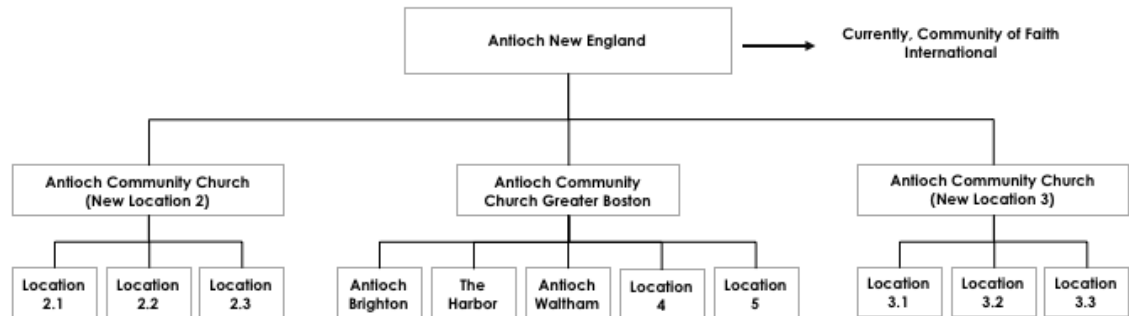 Antioch New England
Currently, Community of Faith
International
Antioch Community Church
(New Location 2)
Antioch Community
Church Greater Boston
Antioch Community Church
(New Location 3)
Location
2.1
Location
2.2
Location
2.3
Antioch
Brighton
The
Harbor
Antioch
Waltham
Location
4
Location
5
Location
3.1
Location
3.2
Location
3.3